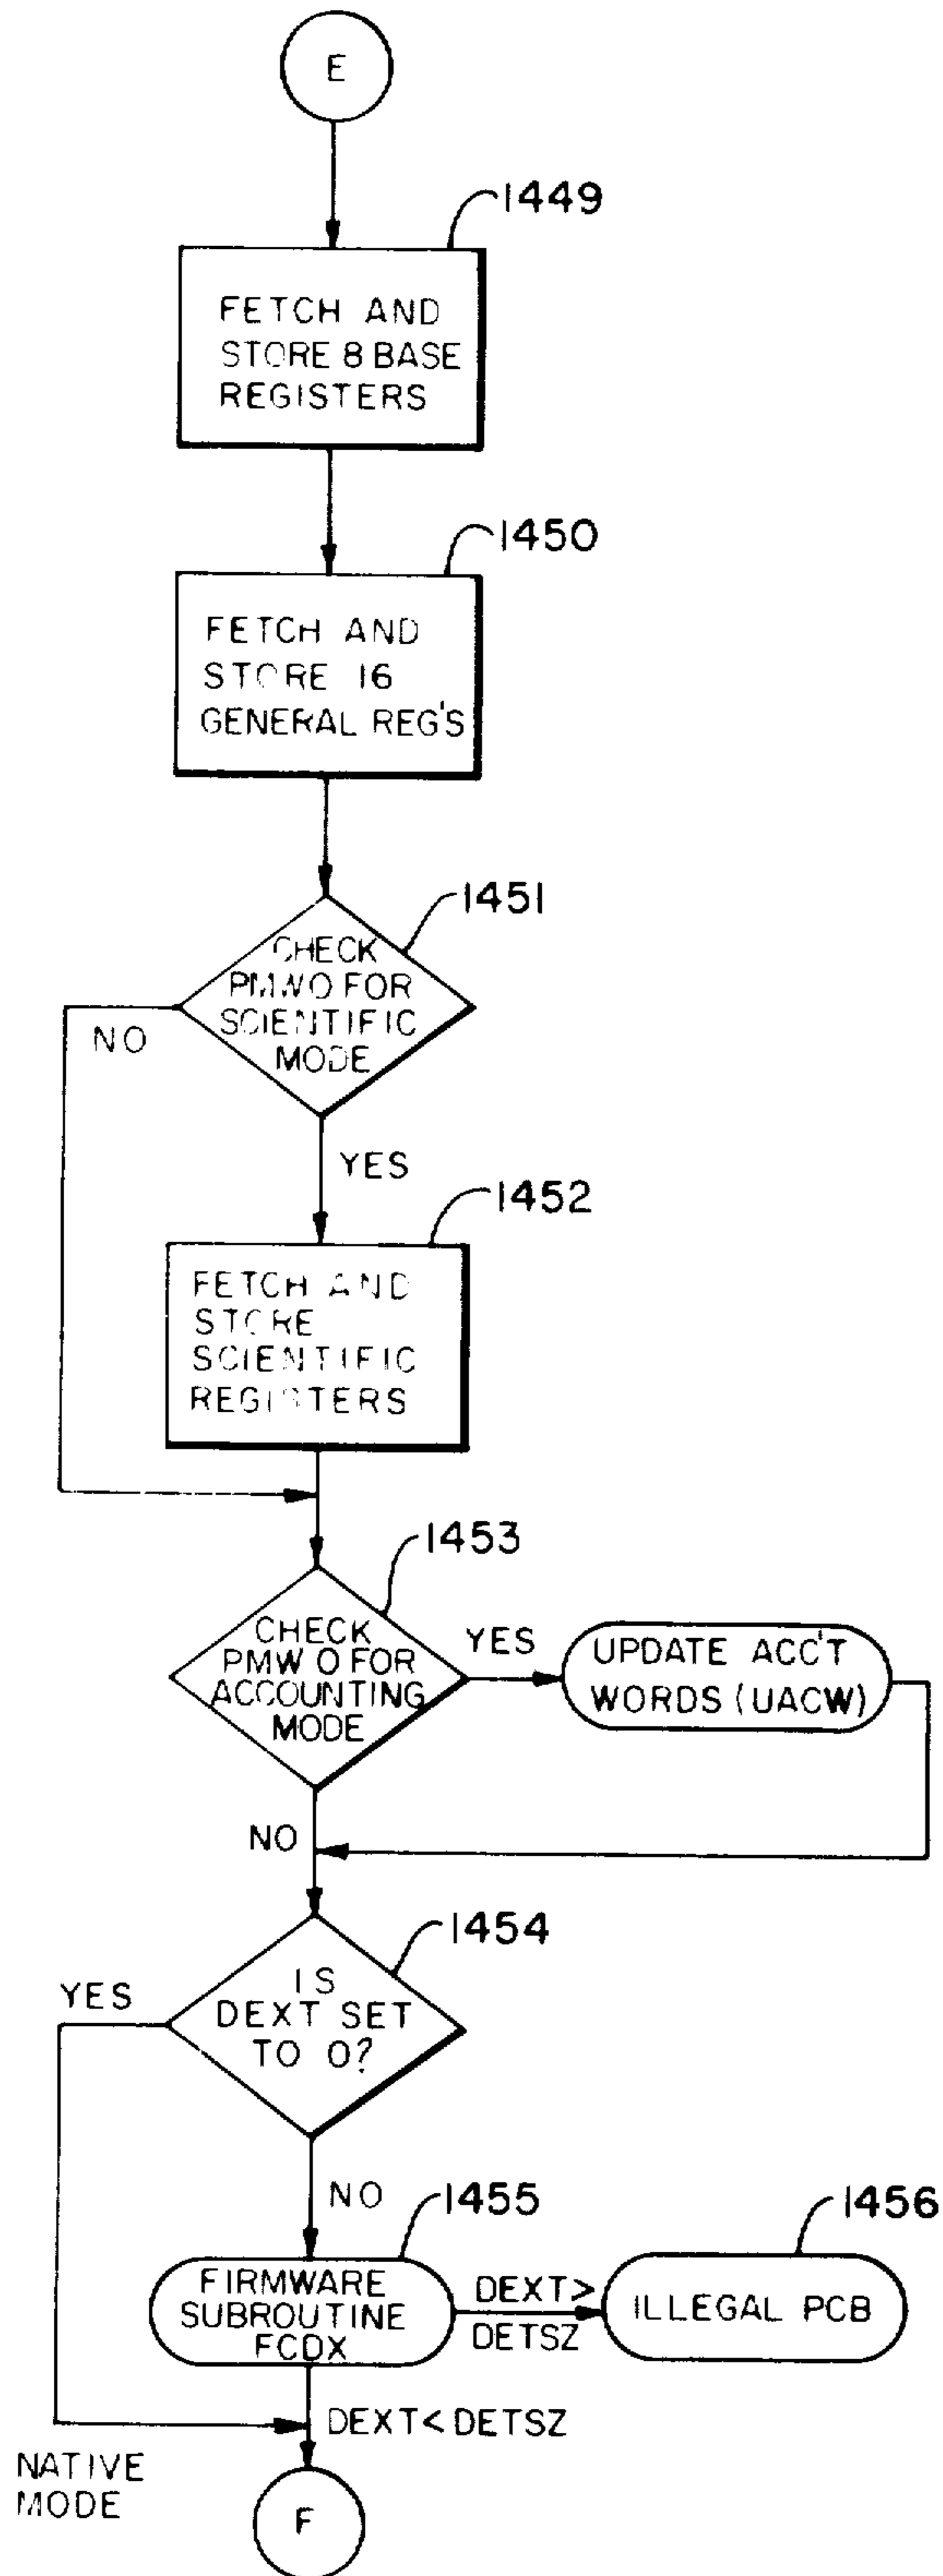 E
1449
FETCH AND
STORE 8 BASE
REGISTERS
1450
FETCH AND
STORE 16
GENERAL REG'S
1451
CHECK
PMWO FOR
SCIENTIFIC
MODE
NO
YES
1452
FETCH AND
STORE
SCIENTIFIC
REGISTERS
1453
CHECK
PMW O FOR
ACCOUNTING
MODE
YES
UPDATE ACC'T
WORDS (UACW)
NO
1454
IS
DEXT SET
TO O?
YES
NO
1455
FIRMWARE
SUBROUTINE
FCDX
DEXT>
DETSZ
1456
ILLEGAL PCB
DEXT<DETSZ
NATIVE
MODE
F